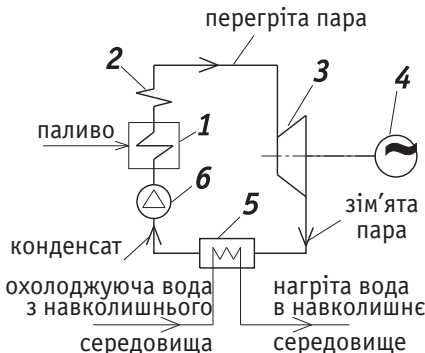 перегріта пара
2
3
4
паливо
1
6
5
зім’ята
пара
конденсат
охолоджуюча вода
з навколишнього
середовища
нагріта вода
в навколишнє
середовище